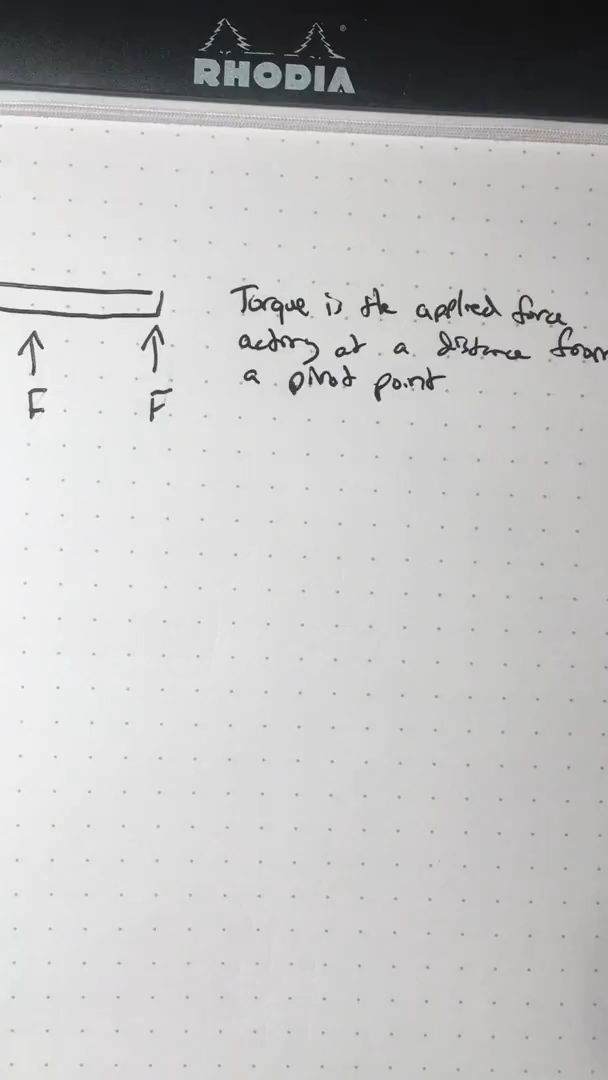 RHODIA
Torque is the applied force
acting at a distance from
a pivot point
F F